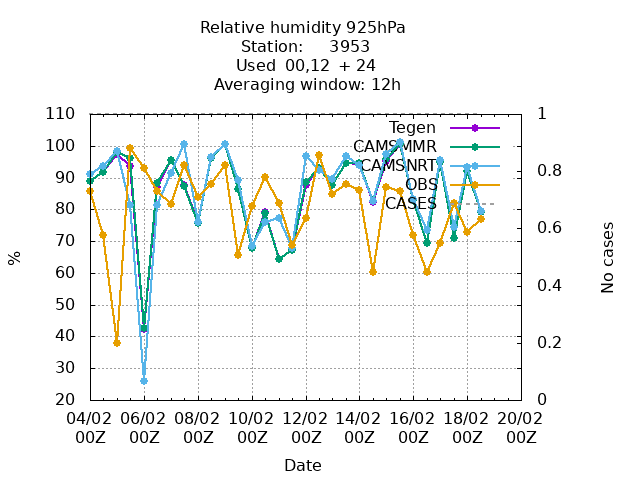 Relative humidity 925hPa
Station: 3953
Used 00,12 + 24
Averaging window: 12h
110
100
90
80
70
60
50
40
30
20
1
0.8
0.6
0.4
0.2
0
Tegen
CAMSMMR
CAMSNRT
OBS
CASES
%
No cases
04/02 06/02 08/02 10/02 12/02 14/02 16/02 18/02 20/02
00Z 00Z 00Z 00Z 00Z 00Z 00Z 00Z 00Z
Date